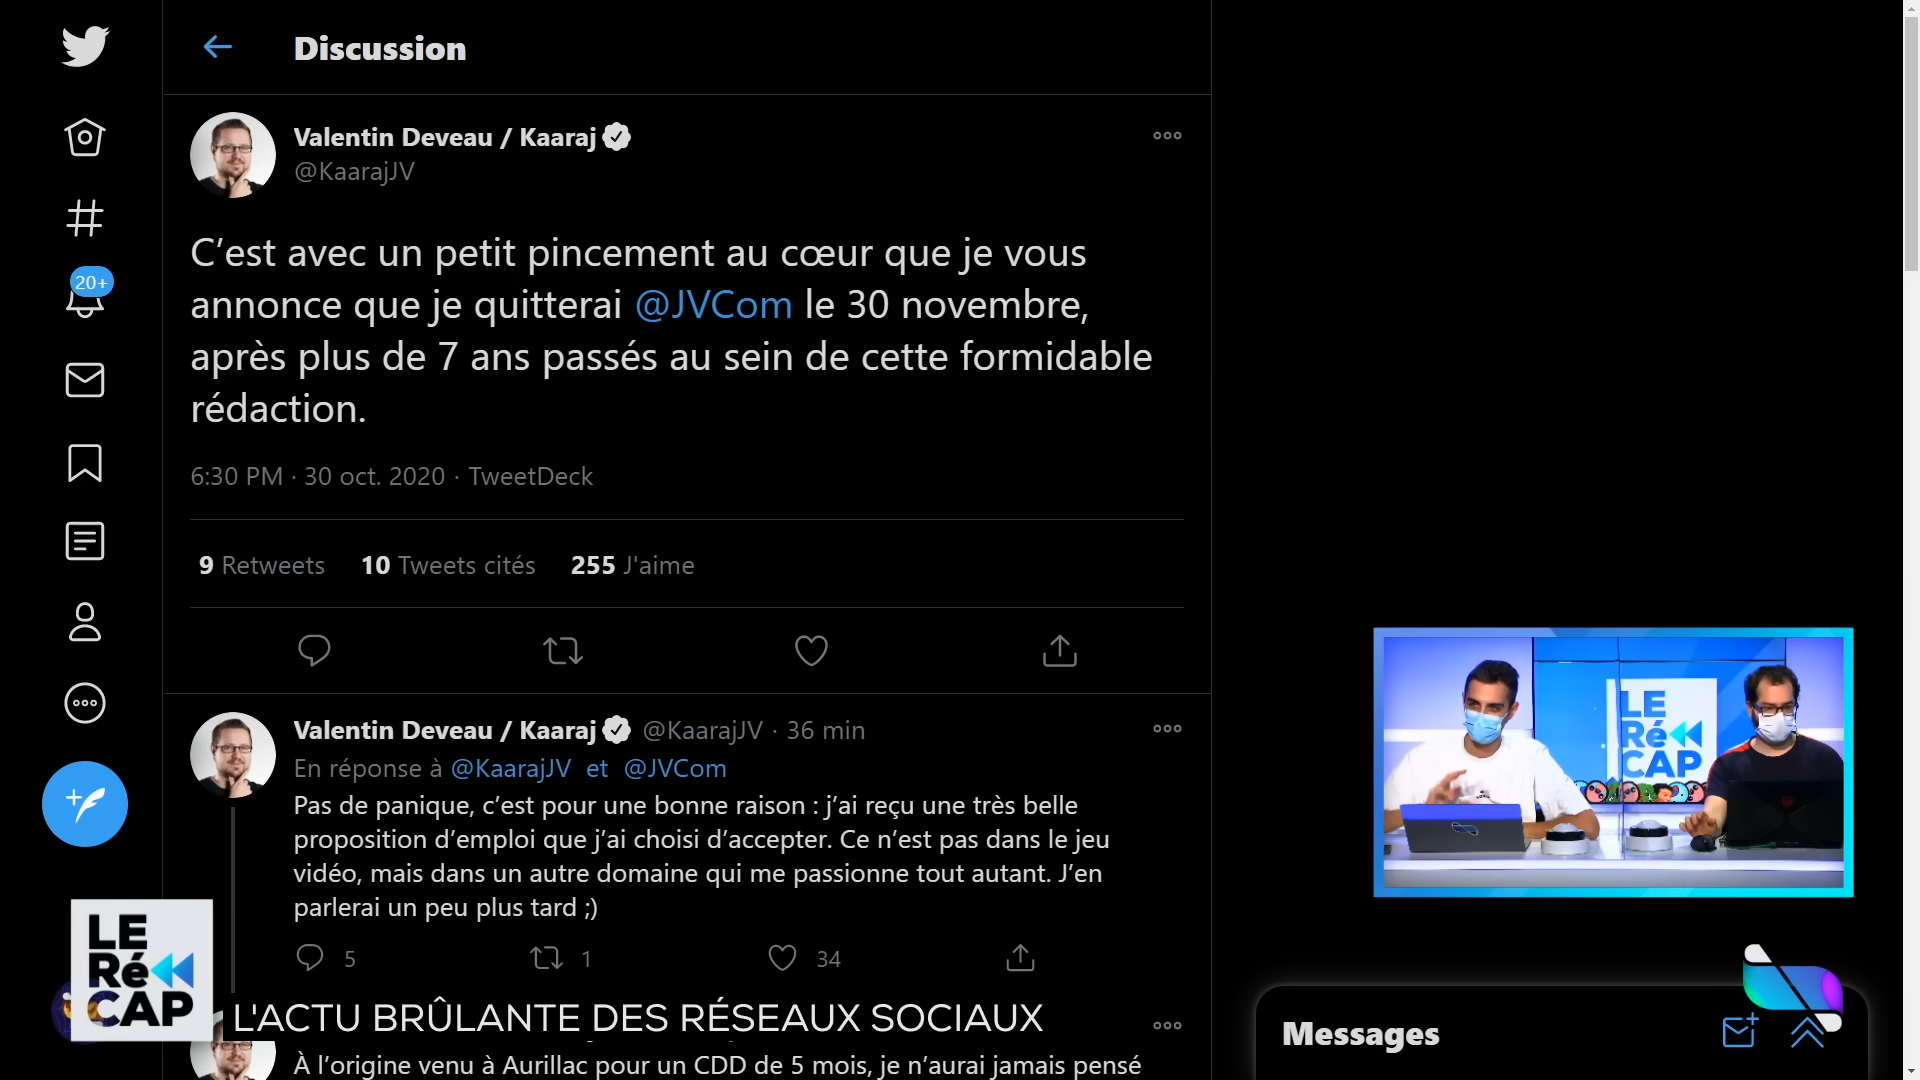 Discussion
Valentin Deveau / Kaaraj
@KaarajJV
C’est avec un petit pincement au cœur que je vous
annonce que je quitterai @JVCom le 30 novembre,
après plus de 7 ans passés au sein de cette formidable
rédaction.
6:30 PM · 30 oct. 2020 · TweetDeck
9 Retweets 10 Tweets cités 255 J'aime
20+
Valentin Deveau / Kaaraj @KaarajJV · 36 min
En réponse à @KaarajJV et @JVCom
Pas de panique, c’est pour une bonne raison : j’ai reçu une très belle
proposition d’emploi que j’ai choisi d’accepter. Ce n’est pas dans le jeu
vidéo, mais dans un autre domaine qui me passionne tout autant. J’en
parlerai un peu plus tard ;)
5 1 34
LE
Ré
CAP
LE
Ré
CAP
L'ACTU BRÛLANTE DES RÉSEAUX SOCIAUX
À l’origine venu à Aurillac pour un CDD de 5 mois, je n’aurai jamais pensé
Messages